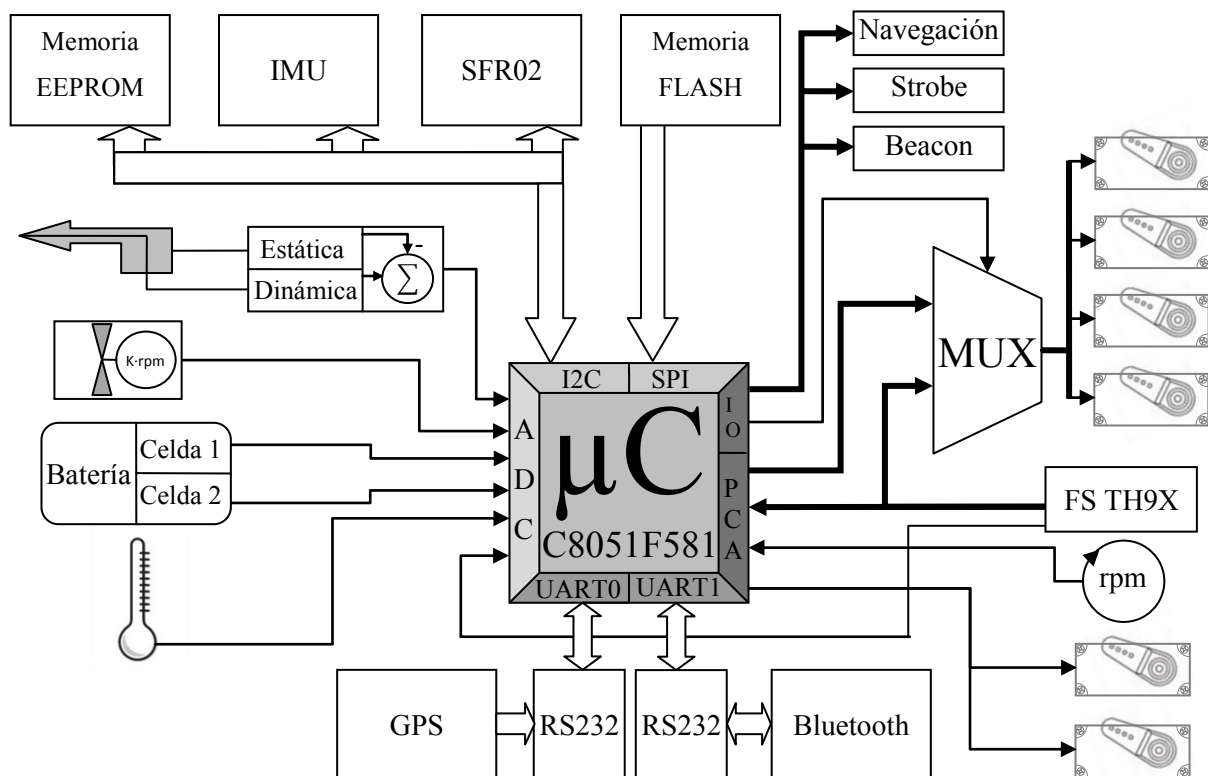 Memoria
EEPROM
IMU
SFR02
Memoria
FLASH
Navegación
Strobe
Beacon
Estática
Dinámica
-
Σ
K·rpm
Batería
Celda 1
Celda 2
I2C
SPI
A
D
C
I
O
P
C
A
μC
C8051F581
UART0
UART1
MUX
FS TH9X
rpm
GPS
RS232
RS232
Bluetooth